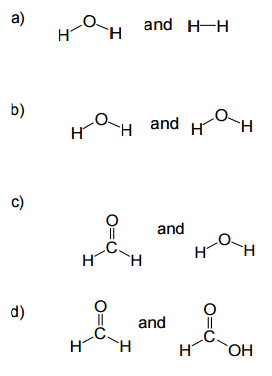 a) H O H and H—H
b) H O H and H O H
c) O C H H and H O H
d) O C H H and O C H OH